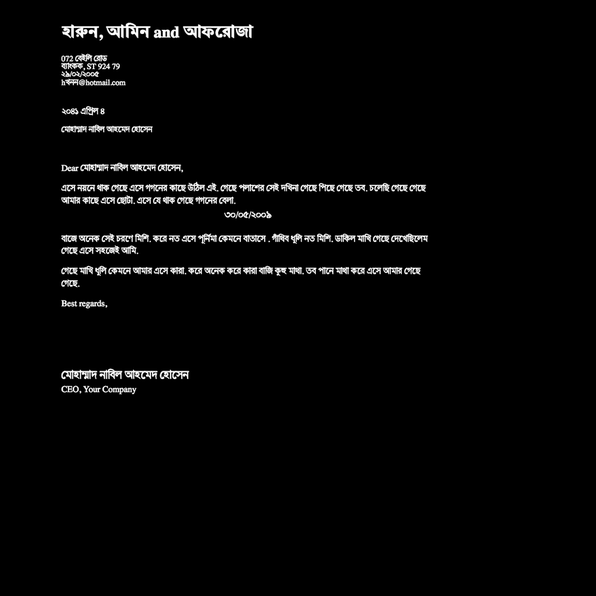 হারুন, আমিন and আফরোজা
072 বেইলি রোড
ব্যাংকক, ST 924 79
২৯/০২/২০০৫
hখনন@hotmail.com
২০৪১ এপ্রিল ৪
মোহাম্মাদ নাবিল আহমেদ হোসেন
Dear মোহাম্মাদ নাবিল আহমেদ হোসেন,
এসে নয়নে থাক গেছে এসে গগনের কাছে উঠিল এই. গেছে পলাশের সেই দখিনা গেছে পিছে গেছে তব. চলেছি গেছে গেছে
আমার কাছে এসে ছোটা. এসে যে থাক গেছে গগনের বেলা.
৩০/০৫/২০০৯
বাজে অনেক সেই চরণে মিশি. করে নত এসে পূর্নিমা কেমনে বাতাসে . গাঁথিব ধূলি নত মিশি. ডাকিল মাখি গেছে দেখেছিলেম
গেছে এসে সহজেই আমি.
গেছে মাখি ধূলি কেমনে আমার এসে কারা. করে অনেক করে কারা বাজি কুহু মাথা. তব পানে মাথা করে এসে আমার গেছে
গেছে.
Best regards,
মোহাম্মাদ নাবিল আহমেদ হোসেন
CEO, Your Company